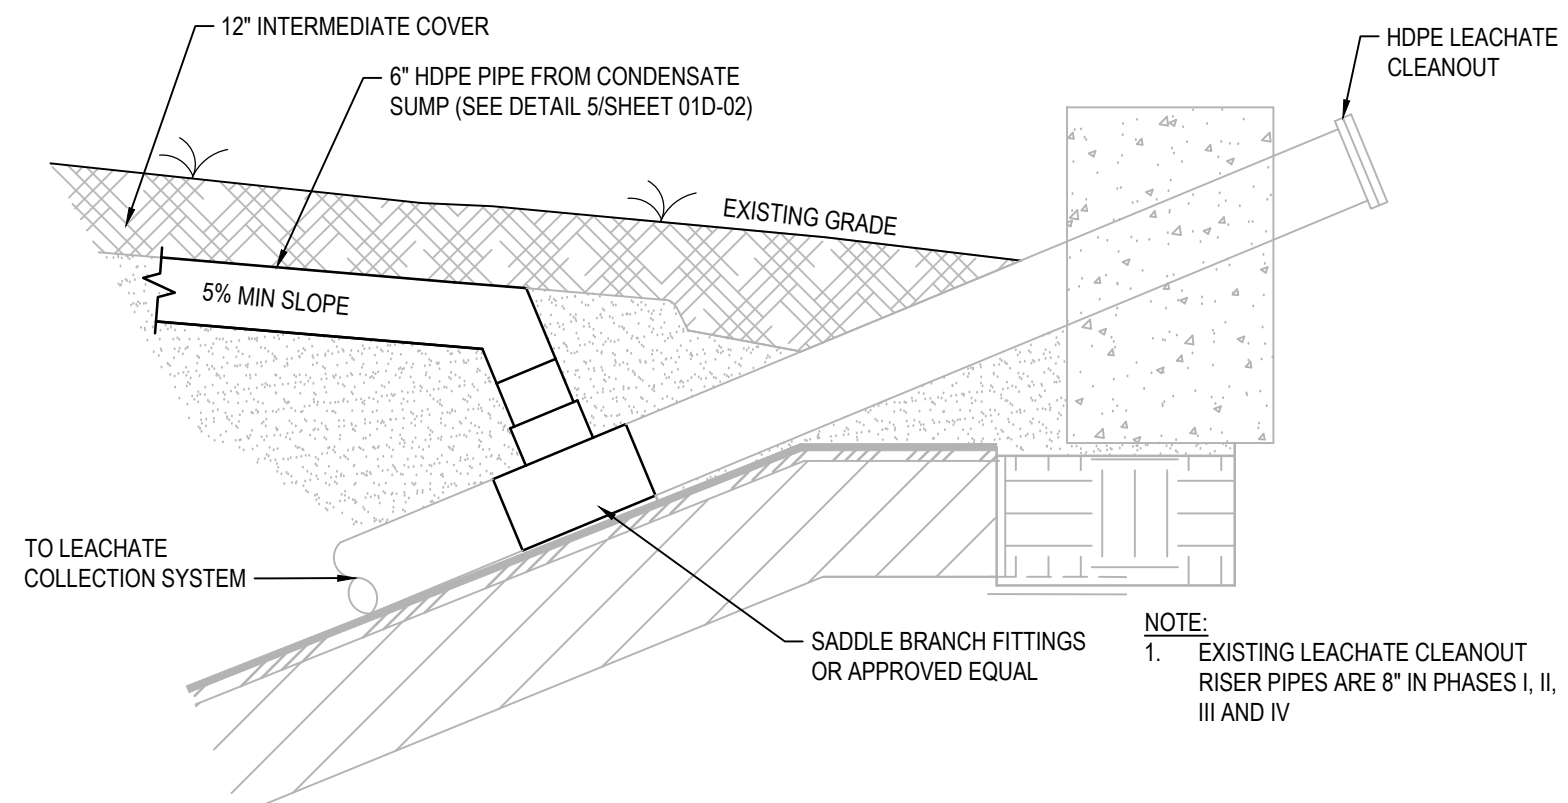 12" INTERMEDIATE COVER
6" HDPE PIPE FROM CONDENSATE
SUMP (SEE DETAIL 5/SHEET 01D-02)
HDPE LEACHATE
CLEANOUT
EXISTING GRADE
5% MIN SLOPE
TO LEACHATE
COLLECTION SYSTEM
SADDLE BRANCH FITTINGS
OR APPROVED EQUAL
NOTE:
1. EXISTING LEACHATE CLEANOUT
RISER PIPES ARE 8" IN PHASES I, II,
III AND IV